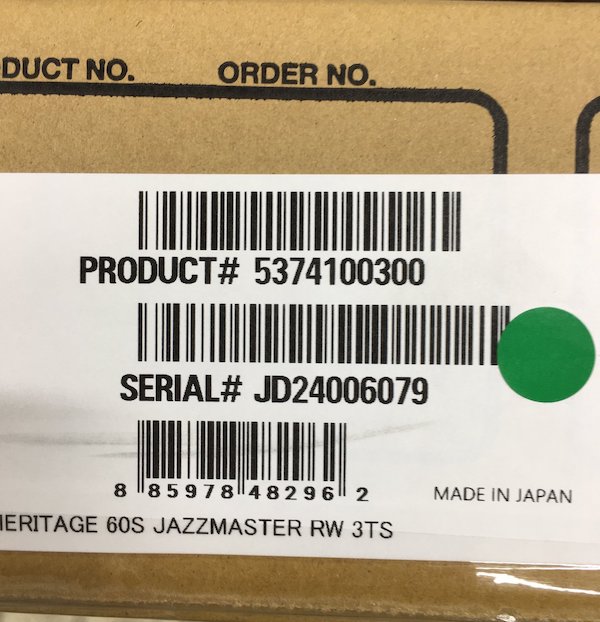 DUCT NO. ORDER NO.
PRODUCT# 5374100300
SERIAL# JD24006079
8 85978 48296 2
MADE IN JAPAN
ERITAGE 60S JAZZMASTER RW 3TS